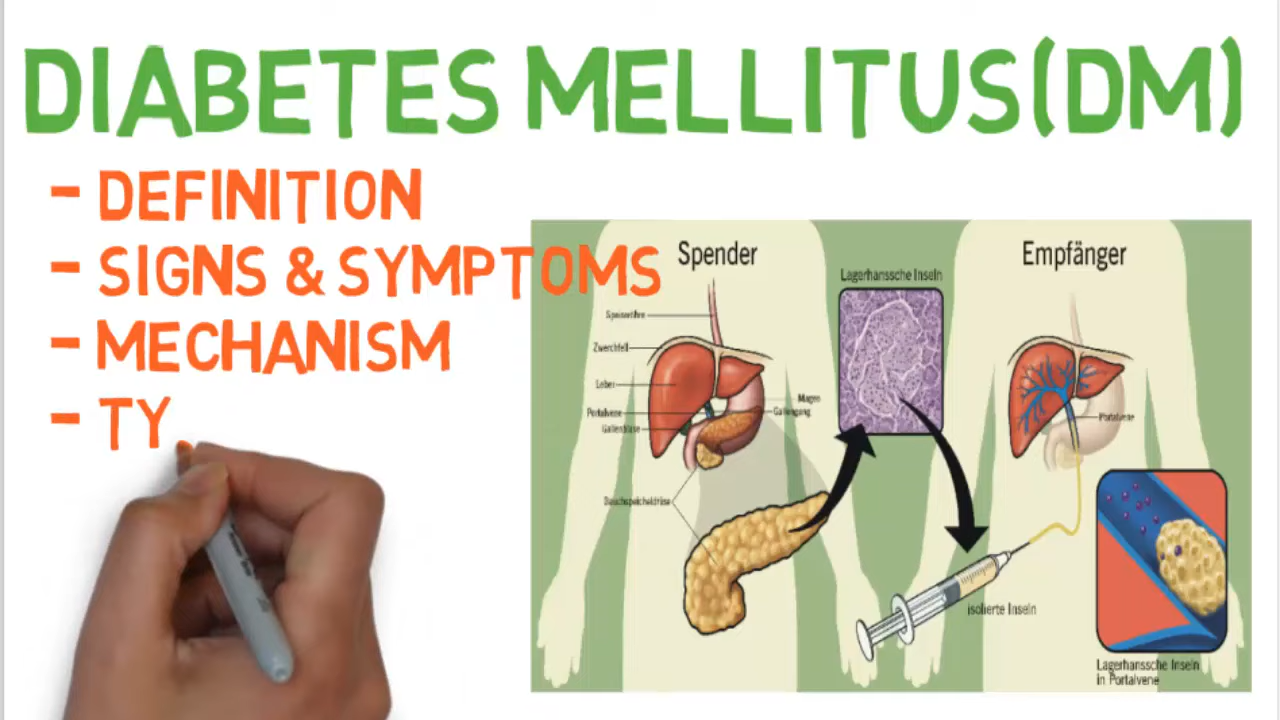 DIABETES MELLITUS(DM)
- DEFINITION
- SIGNS & SYMPTOMS
- MECHANISM
- TY
Spender
Empfänger
Lagerhanssche Inseln
Speiseröhre
Zwerchfell
Leber
Portalvene
Gallenblase
Magen
Gallengang
Bauchspeicheldrüse
Portalvene
isolierte Inseln
Lagerhanssche Inseln
in Portalvene